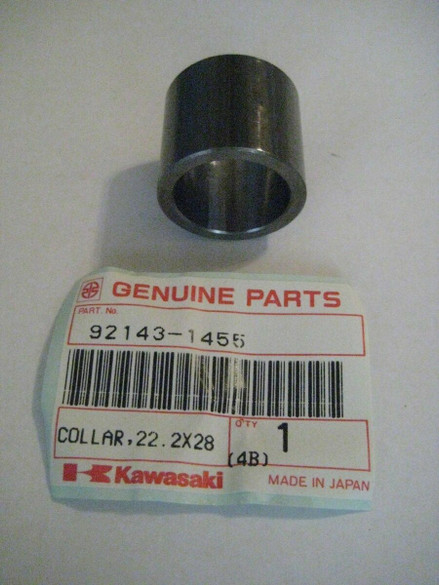 GENUINE PARTS
PART. No.
92143-1455
COLLAR,22.2X28
Q'TY 1
(4B)
Kawasaki
MADE IN JAPAN